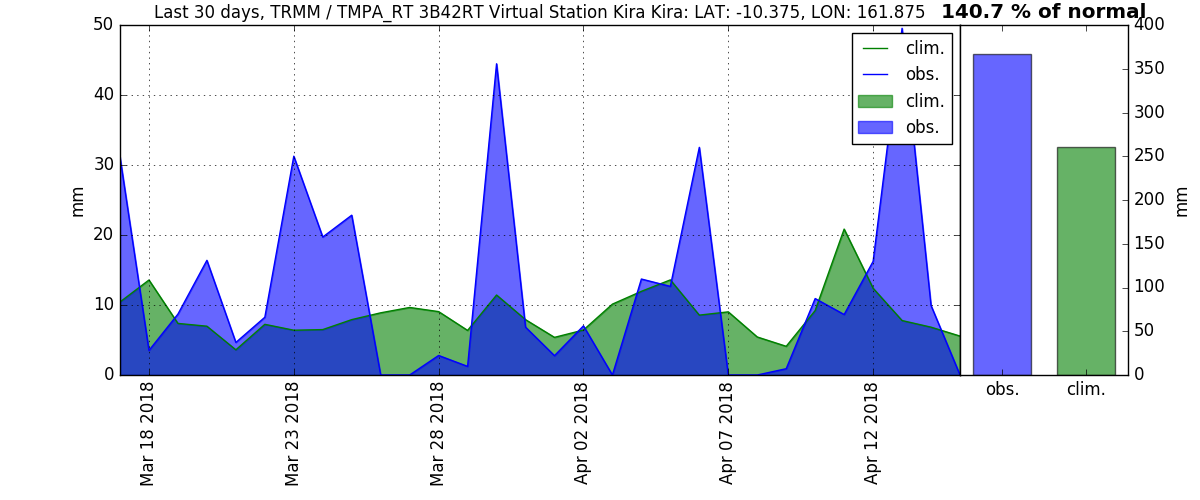 Last 30 days, TRMM / TMPA_RT 3B42RT Virtual Station Kira Kira: LAT: -10.375, LON: 161.875
140.7 % of normal
50
40
30
20
10
0
mm
clim.
obs.
clim.
obs.
400
350
300
250
200
150
100
50
0
mm
Mar 18 2018
Mar 23 2018
Mar 28 2018
Apr 02 2018
Apr 07 2018
Apr 12 2018
obs.
clim.